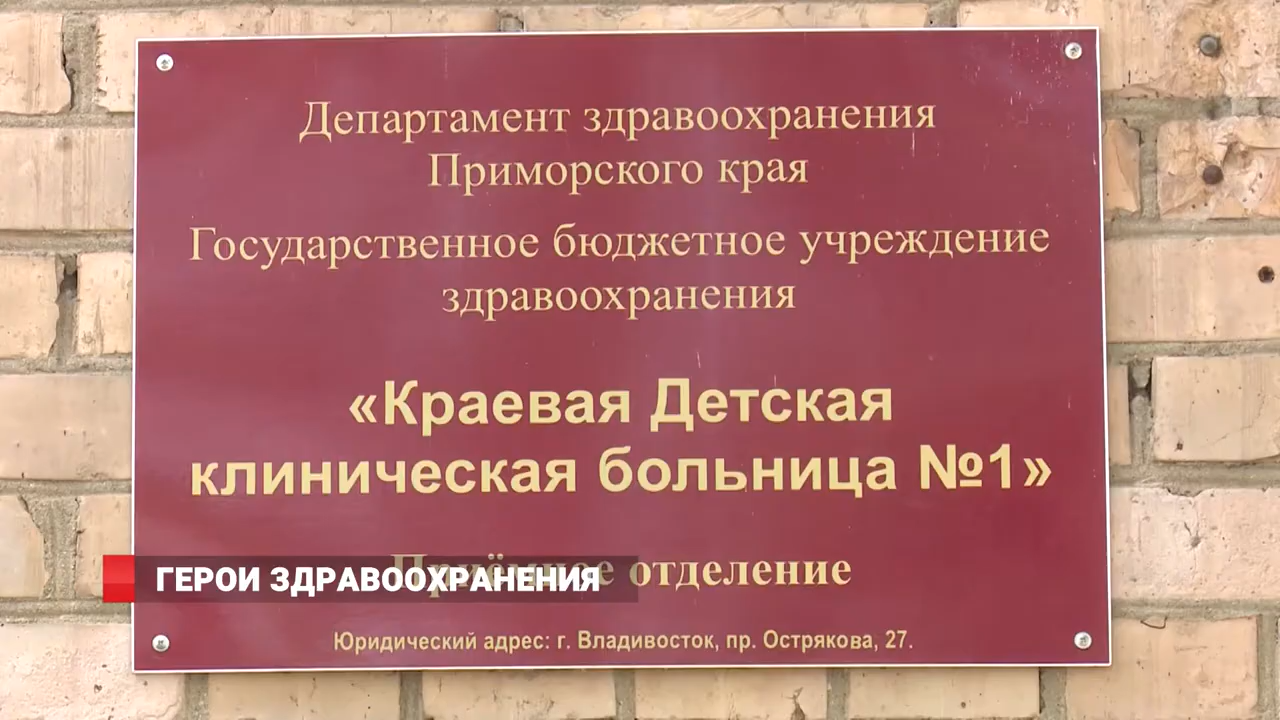 Департамент здравоохранения
Приморского края
Государственное бюджетное учреждение
здравоохранения
«Краевая Детская
клиническая больница №1»
Приёмное отделение
ГЕРОИ ЗДРАВООХРАНЕНИЯ
Юридический адрес: г. Владивосток, пр. Острякова, 27.